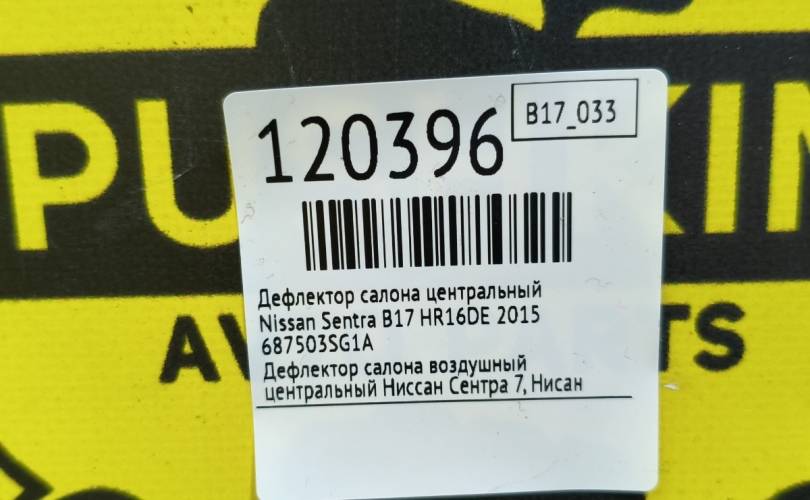 120396
B17_033
Дефлектор салона центральный
Nissan Sentra B17 HR16DE 2015
687503SG1A
Дефлектор салона воздушный
центральный Ниссан Сентра 7, Нисан